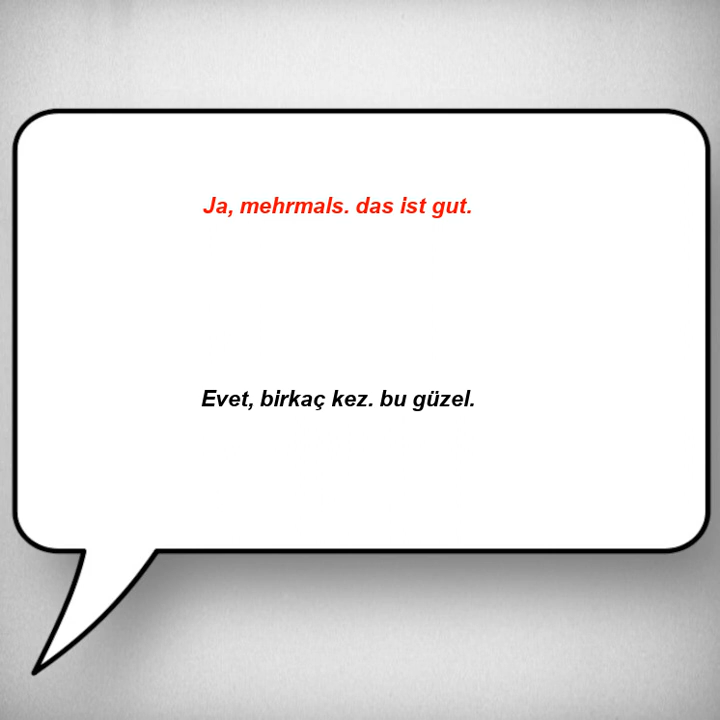 Ja, mehrmals. das ist gut.
Evet, birkaç kez. bu güzel.